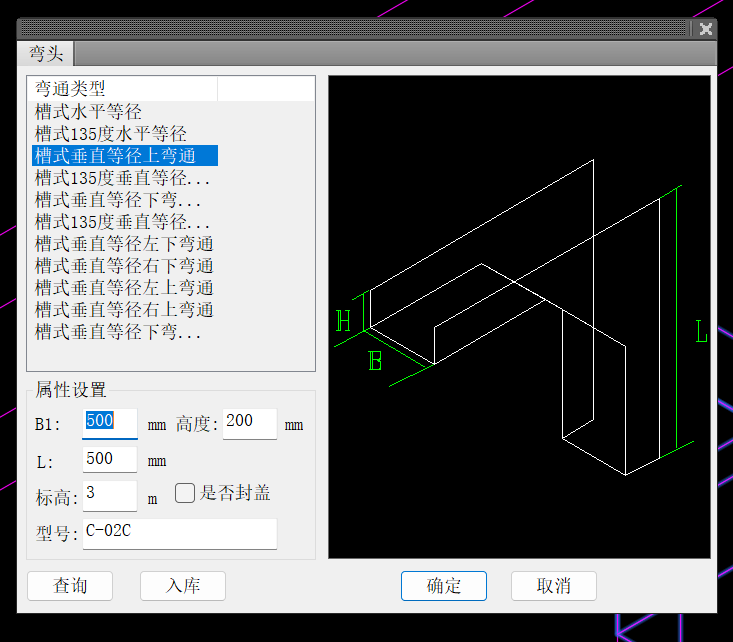 弯头
弯通类型
槽式水平等径
槽式135度水平等径
槽式垂直等径上弯通
槽式135度垂直等径...
槽式垂直等径下弯...
槽式135度垂直等径...
槽式垂直等径左下弯通
槽式垂直等径右下弯通
槽式垂直等径左上弯通
槽式垂直等径右上弯通
槽式垂直等径下弯...
H
B
L
属性设置
B1: 500 mm 高度: 200 mm
L: 500 mm
标高: 3 m 是否封盖
型号: C-02C
查询 入库 确定 取消